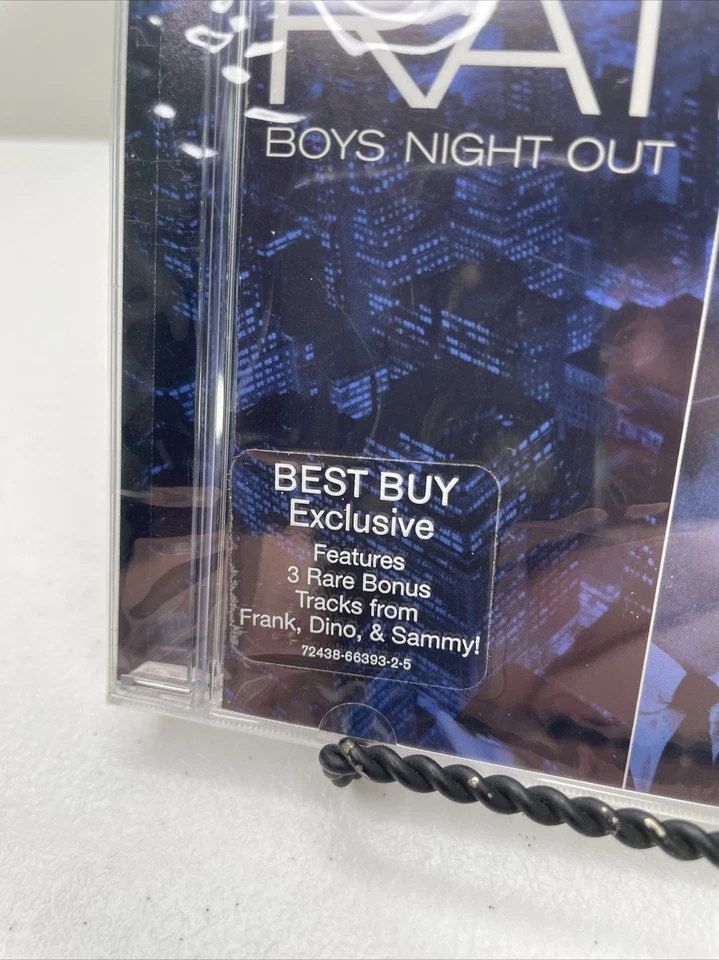 RAT
BOYS NIGHT OUT
BEST BUY
Exclusive
Features
3 Rare Bonus
Tracks from
Frank, Dino, & Sammy!
72438-66393-2-5